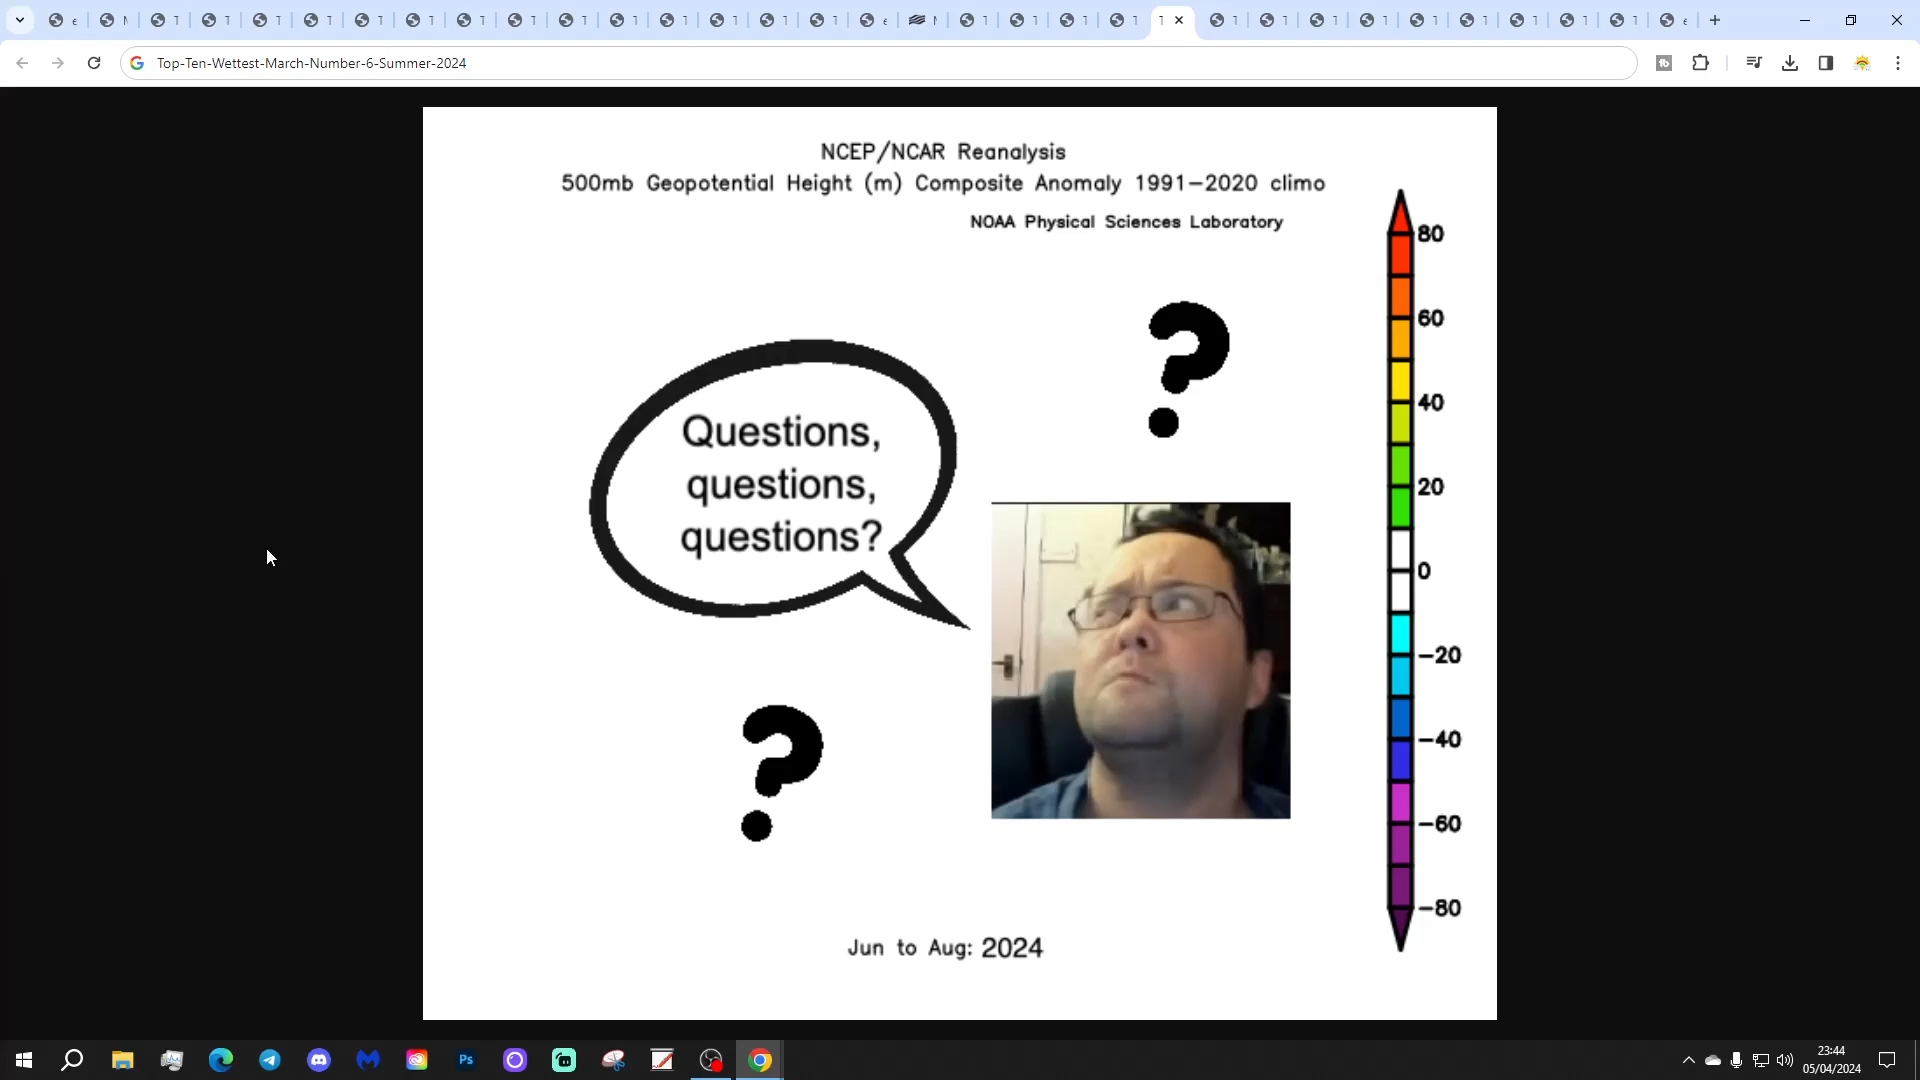 Top-Ten-Wettest-March-Number-6-Summer-2024
NCEP/NCAR Reanalysis
500mb Geopotential Height (m) Composite Anomaly 1991-2020 climo
NOAA Physical Sciences Laboratory
80
60
40
20
0
-20
-40
-60
-80
?
Questions,
questions,
questions?
?
Jun to Aug: 2024
Ps
23:44
05/04/2024